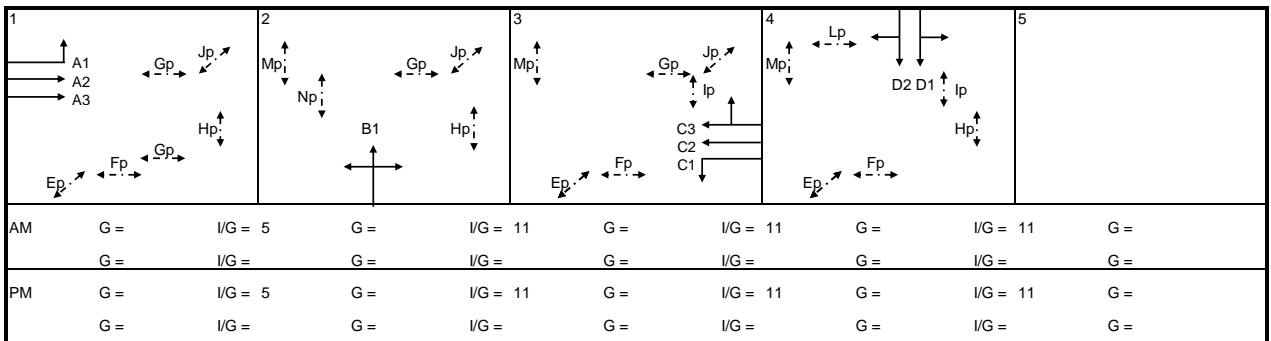 1 2 3 4 5
A1
A2
A3
Gp
Jp
Hp
Gp
Fp
Ep
Mp
Np
Gp
Jp
B1
Hp
Mp
Gp
Jp
Ip
C3
C2
C1
Fp
Ep
Lp
Mp
D2 D1
Ip
Hp
Fp
Ep
AM G = I/G = 5 G = I/G = 11 G = I/G = 11 G = I/G = 11 G =
G = I/G = G = I/G = G = I/G = G = I/G = G =
PM G = I/G = 5 G = I/G = 11 G = I/G = 11 G = I/G = 11 G =
G = I/G = G = I/G = G = I/G = G = I/G = G =